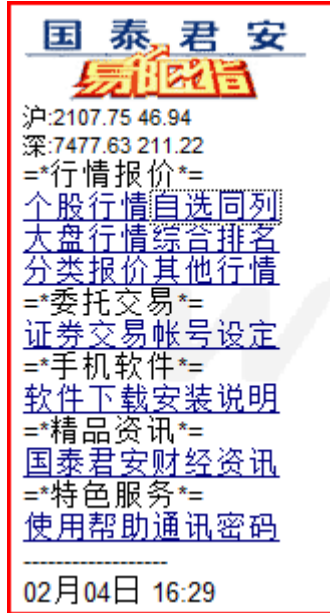 国泰君安
易阳指
沪:2107.75 46.94
深:7477.63 211.22
=*行情报价*=
个股行情自选同列
大盘行情综合排名
分类报价其他行情
=*委托交易*=
证券交易帐号设定
=*手机软件*=
软件下载安装说明
=*精品资讯*=
国泰君安财经资讯
=*特色服务*=
使用帮助通讯密码
-------------------
02月04日 16:29